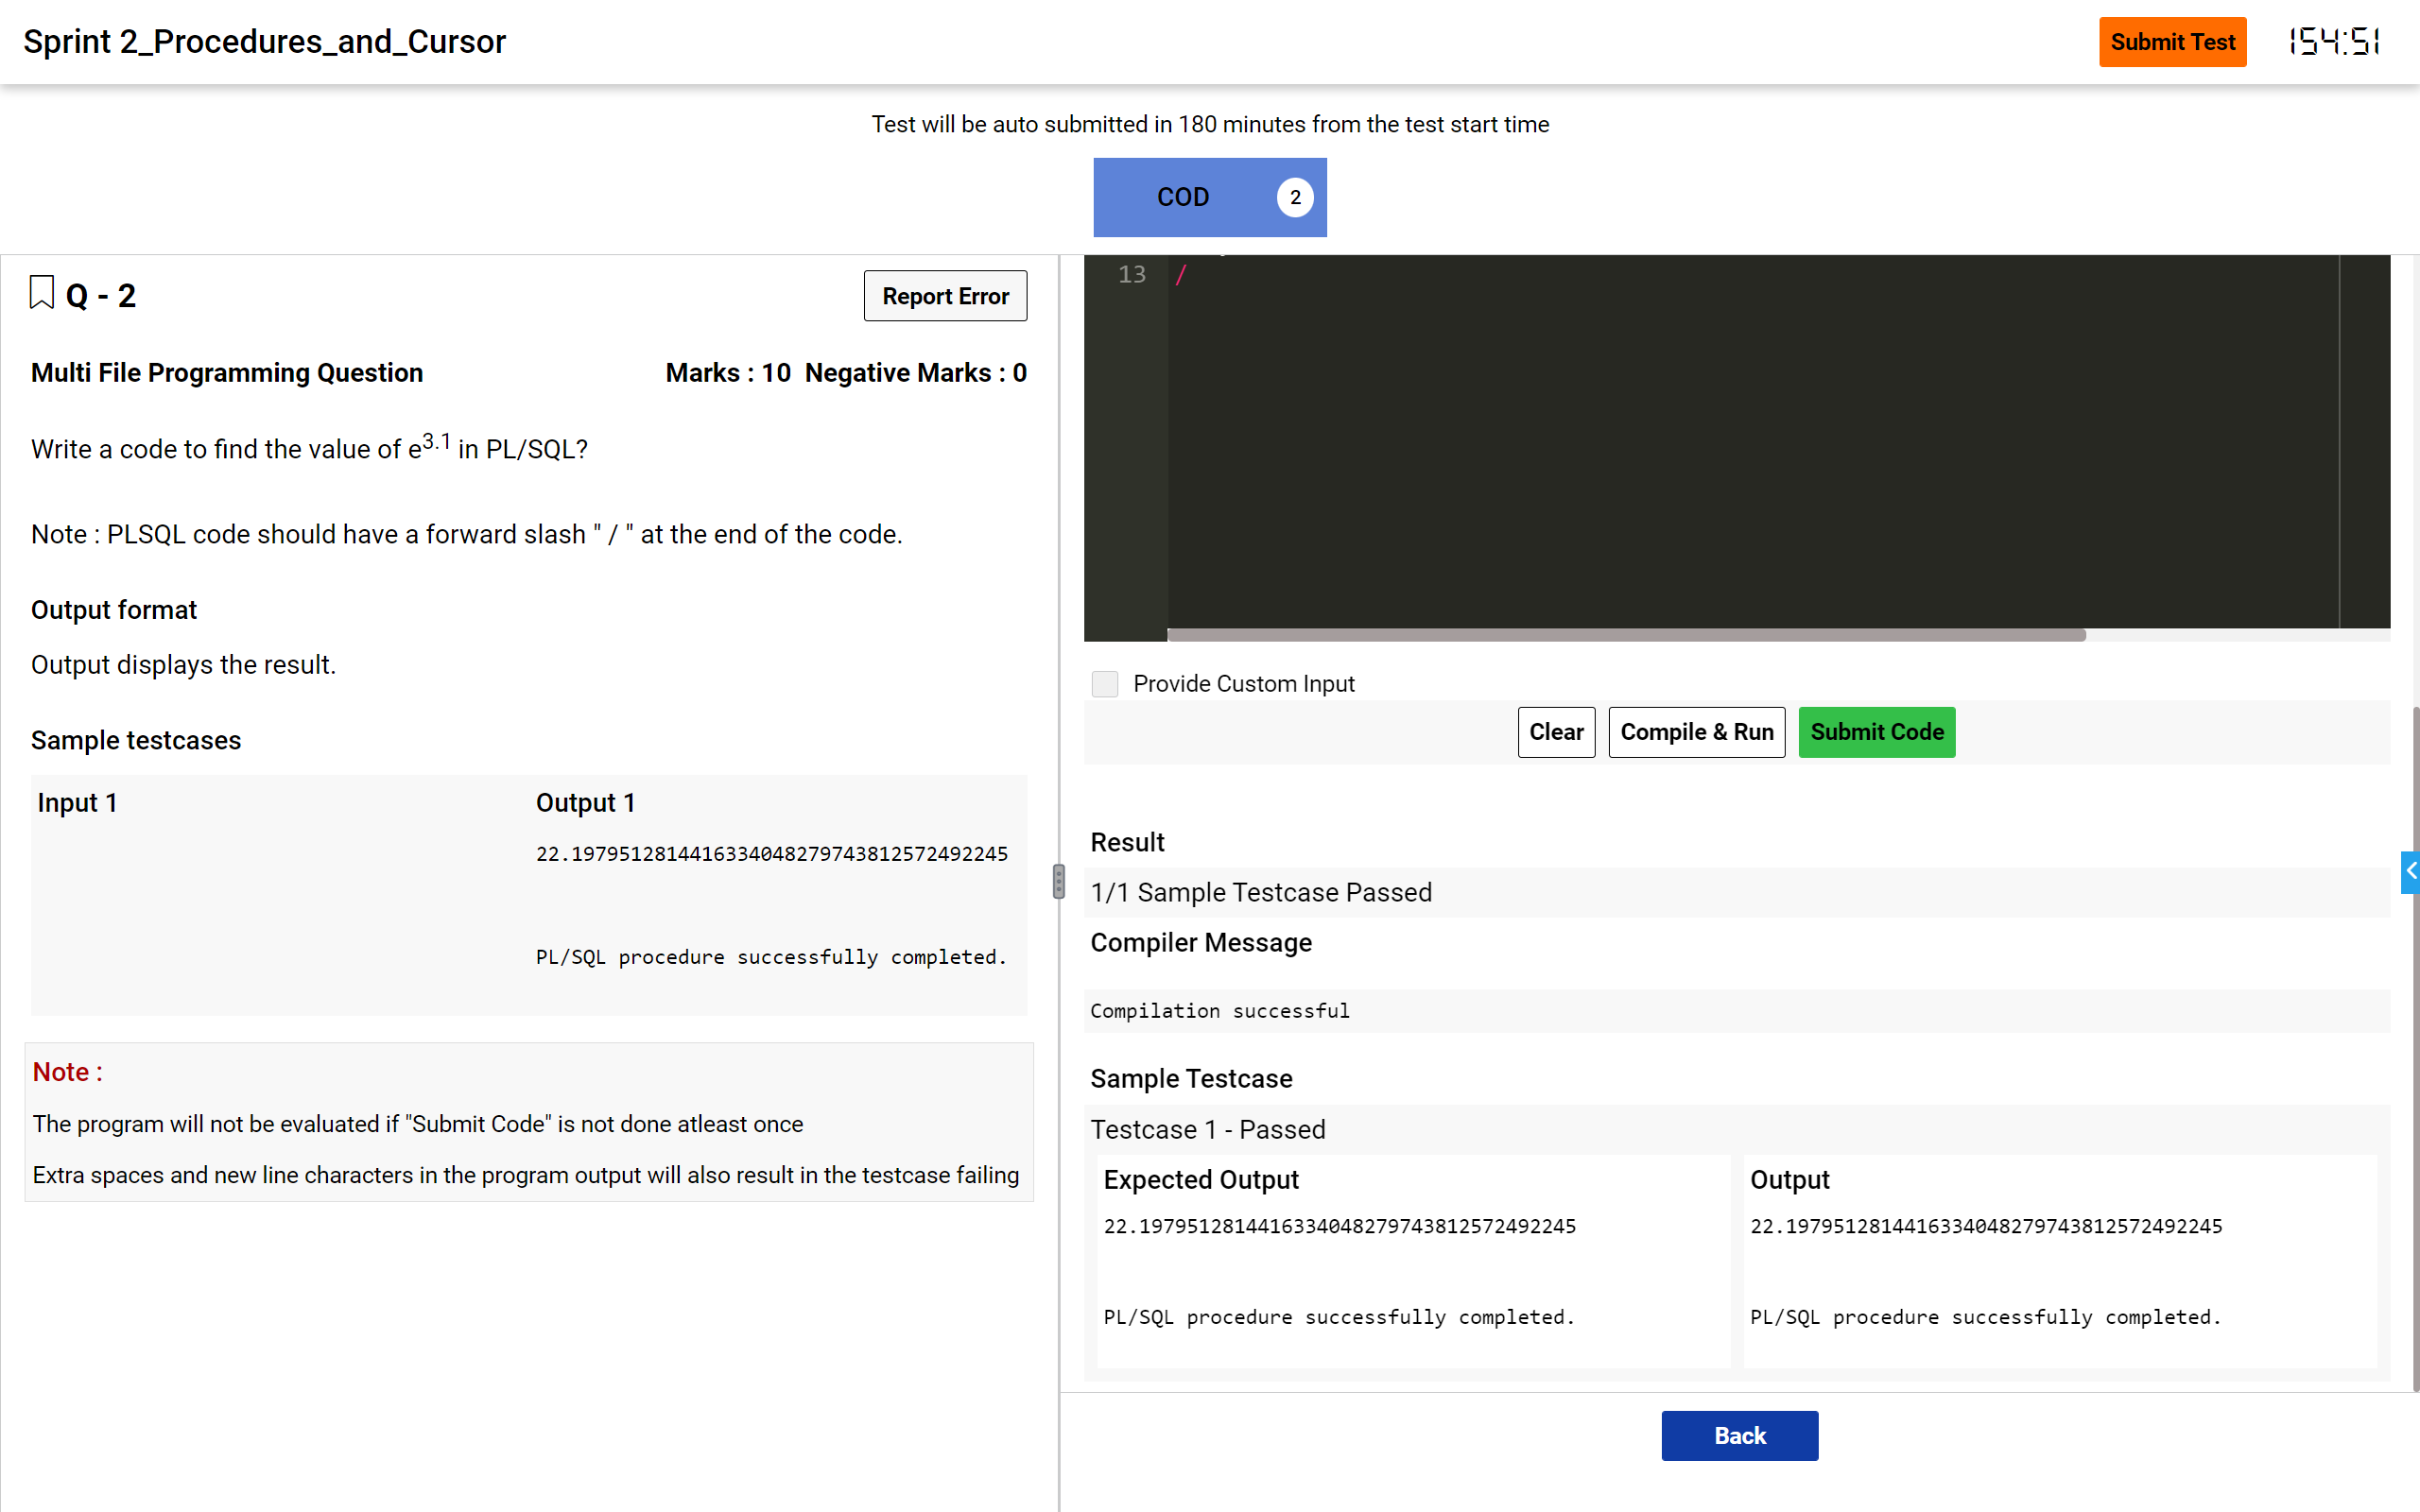 Sprint 2_Procedures_and_Cursor
Submit Test
154:51
Test will be auto submitted in 180 minutes from the test start time
COD 2
Q - 2
Report Error
Multi File Programming Question
Marks : 10 Negative Marks : 0
Write a code to find the value of e^3.1 in PL/SQL?
Note : PLSQL code should have a forward slash " / " at the end of the code.
Output format
Output displays the result.
Sample testcases
Input 1
Output 1
22.1979512814416334048279743812572492245
PL/SQL procedure successfully completed.
Note :
The program will not be evaluated if "Submit Code" is not done atleast once
Extra spaces and new line characters in the program output will also result in the testcase failing
13 /
Provide Custom Input
Clear
Compile & Run
Submit Code
Result
1/1 Sample Testcase Passed
Compiler Message
Compilation successful
Sample Testcase
Testcase 1 - Passed
Expected Output
22.1979512814416334048279743812572492245
PL/SQL procedure successfully completed.
Output
22.1979512814416334048279743812572492245
PL/SQL procedure successfully completed.
Back